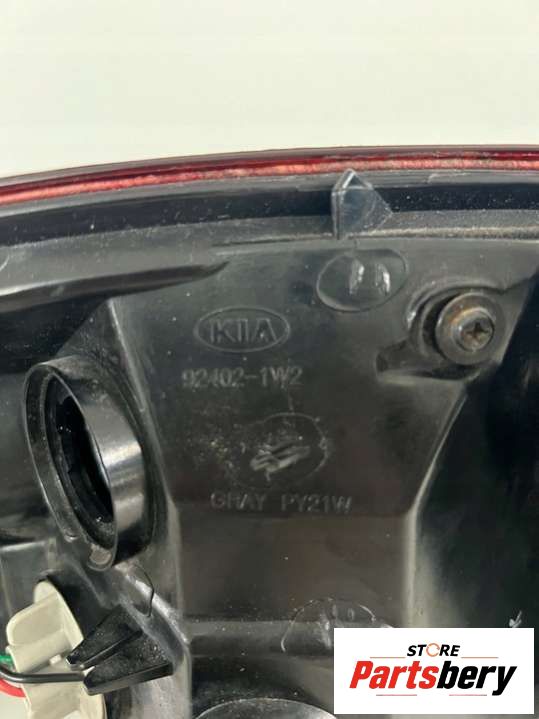 KIA
92402-1W2
GRAY PY21W
STORE
Partsbery